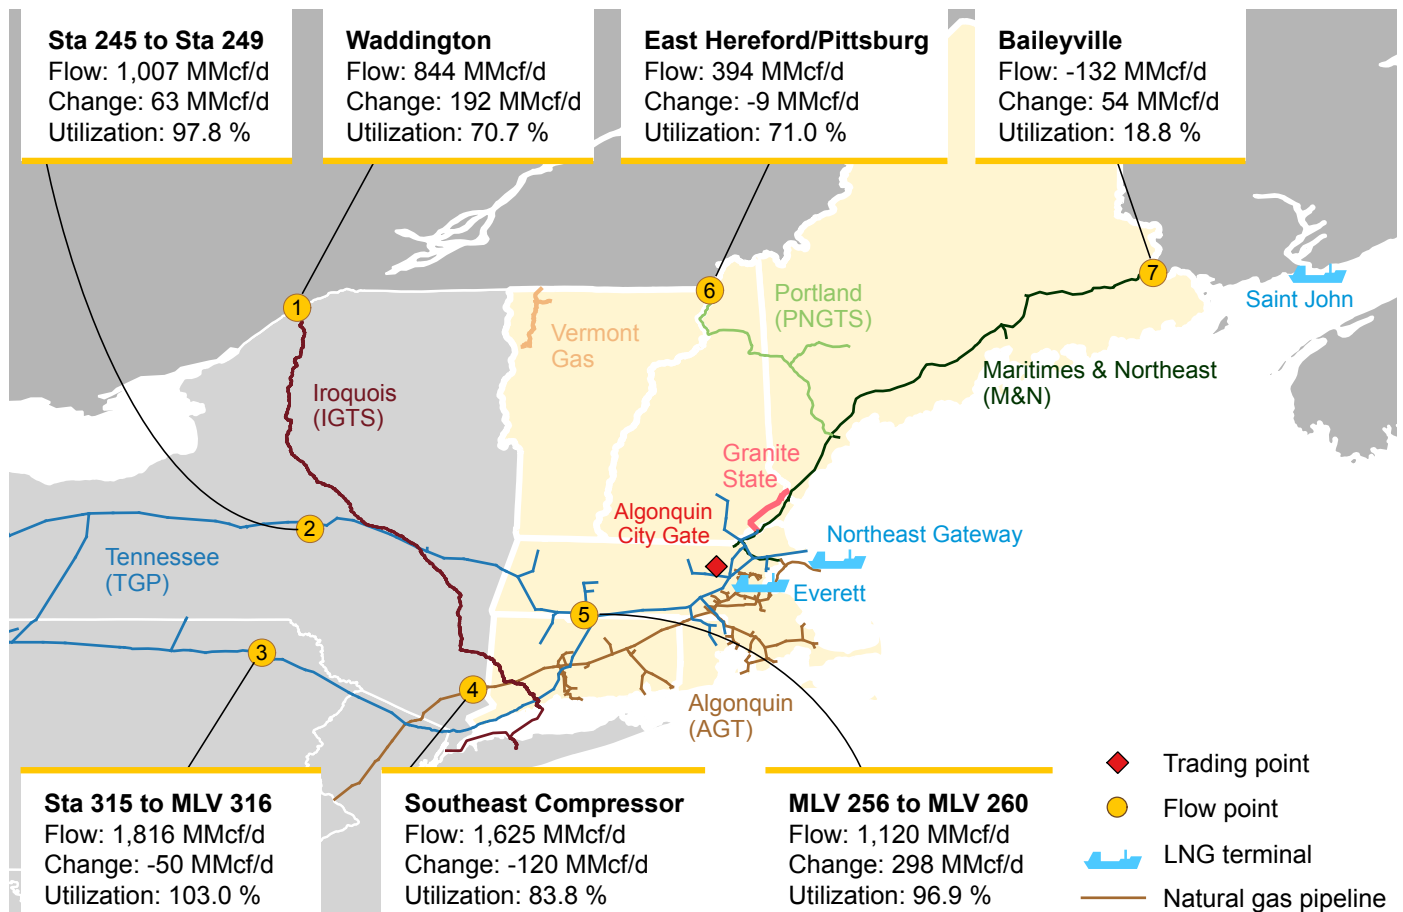 Sta 245 to Sta 249
Flow: 1,007 MMcf/d
Change: 63 MMcf/d
Utilization: 97.8 %
Waddington
Flow: 844 MMcf/d
Change: 192 MMcf/d
Utilization: 70.7 %
East Hereford/Pittsburg
Flow: 394 MMcf/d
Change: -9 MMcf/d
Utilization: 71.0 %
Baileyville
Flow: -132 MMcf/d
Change: 54 MMcf/d
Utilization: 18.8 %
1
6
7
Portland
(PNGTS)
Saint John
Vermont
Gas
Iroquois
(IGTS)
Maritimes & Northeast
(M&N)
Granite
State
Algonquin
City Gate
2
Northeast Gateway
Tennessee
(TGP)
Everett
5
3
4
Algonquin
(AGT)
Sta 315 to MLV 316
Flow: 1,816 MMcf/d
Change: -50 MMcf/d
Utilization: 103.0 %
Southeast Compressor
Flow: 1,625 MMcf/d
Change: -120 MMcf/d
Utilization: 83.8 %
MLV 256 to MLV 260
Flow: 1,120 MMcf/d
Change: 298 MMcf/d
Utilization: 96.9 %
Trading point
Flow point
LNG terminal
Natural gas pipeline